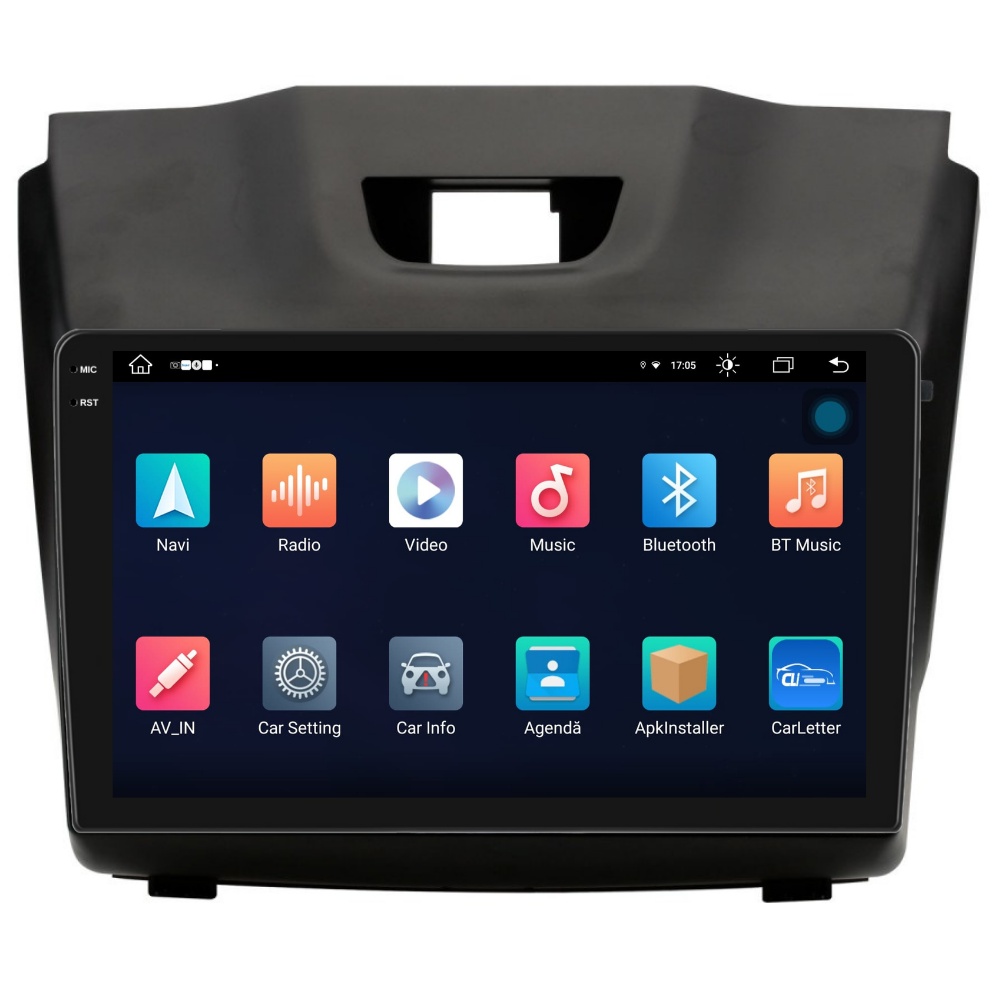 MIC
17:05
RST
Navi Radio Video Music Bluetooth BT Music
CU
AV_IN Car Setting Car Info Agendă ApkInstaller CarLetter